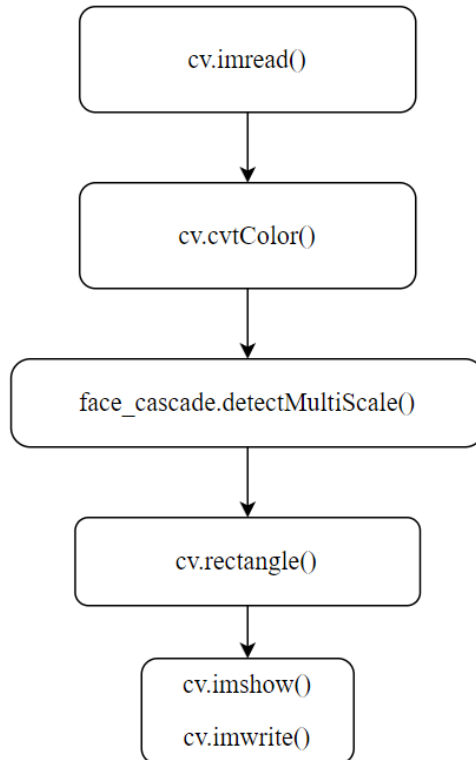 cv.imread()
cv.cvtColor()
face_cascade.detectMultiScale()
cv.rectangle()
cv.imshow()
cv.imwrite()